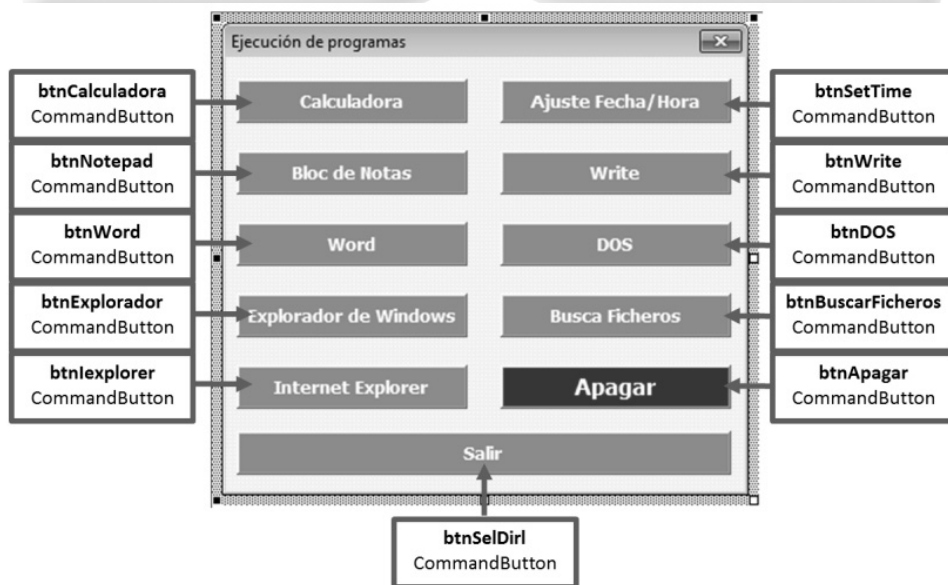 Ejecución de programas
btnCalculadora
CommandButton
Calculadora
Ajuste Fecha/Hora
btnSetTime
CommandButton
btnNotepad
CommandButton
Bloc de Notas
Write
btnWrite
CommandButton
btnWord
CommandButton
Word
DOS
btnDOS
CommandButton
btnExplorador
CommandButton
Explorador de Windows
Busca Ficheros
btnBuscarFicheros
CommandButton
btnIexplorer
CommandButton
Internet Explorer
Apagar
btnApagar
CommandButton
Salir
btnSelDirl
CommandButton